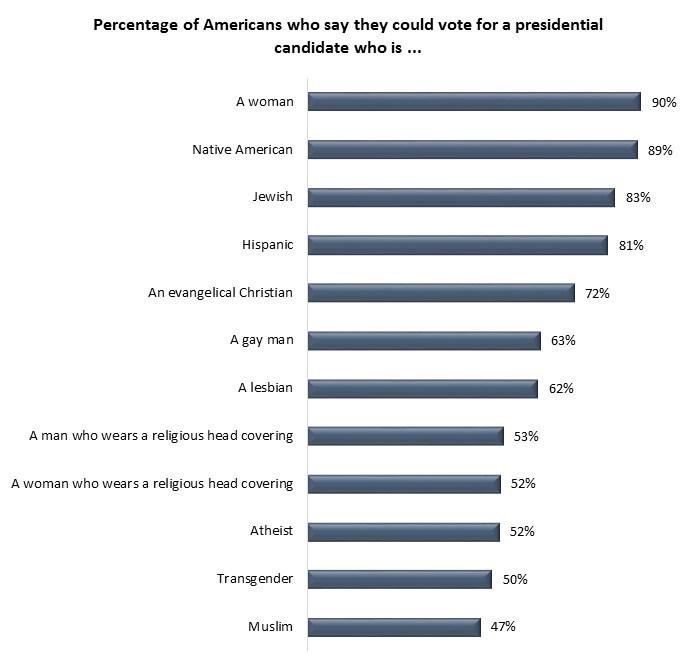 Percentage of Americans who say they could vote for a presidential
candidate who is ...
A woman 90%
Native American 89%
Jewish 83%
Hispanic 81%
An evangelical Christian 72%
A gay man 63%
A lesbian 62%
A man who wears a religious head covering 53%
A woman who wears a religious head covering 52%
Atheist 52%
Transgender 50%
Muslim 47%